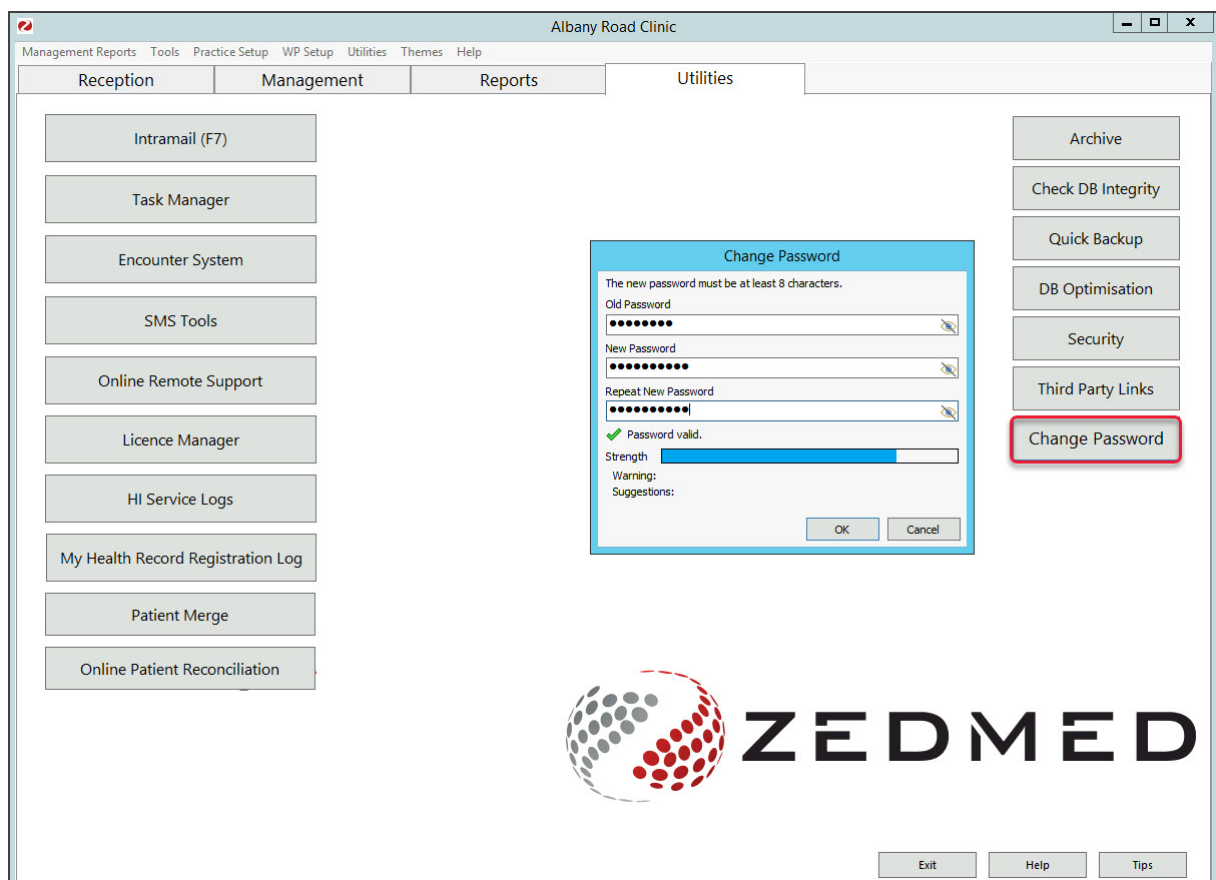 Albany Road Clinic
Management Reports Tools Practice Setup WP Setup Utilities Themes Help
Reception Management Reports Utilities
Intramail (F7)
Task Manager
Encounter System
SMS Tools
Online Remote Support
Licence Manager
HI Service Logs
My Health Record Registration Log
Patient Merge
Online Patient Reconciliation
Change Password
The new password must be at least 8 characters.
Old Password
●●●●●●●●
New Password
●●●●●●●●●●
Repeat New Password
●●●●●●●●●●
Password valid.
Strength
Warning:
Suggestions:
OK Cancel
Archive
Check DB Integrity
Quick Backup
DB Optimisation
Security
Third Party Links
Change Password
ZEDMED
Exit Help Tips